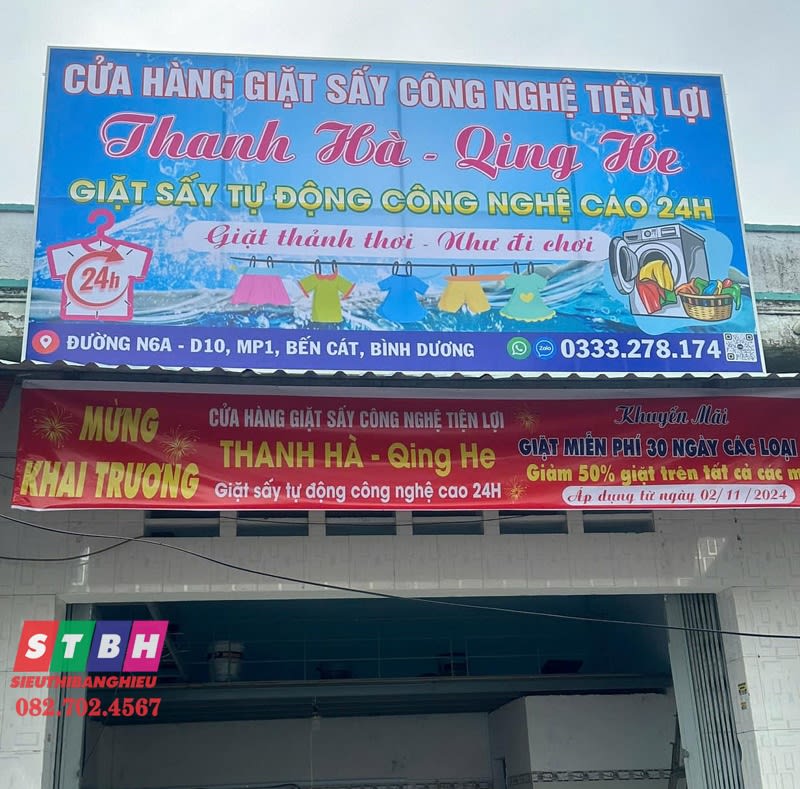 CỬA HÀNG GIẶT SẤY CÔNG NGHỆ TIỆN LỢI
Thanh Hà - Qing He
GIẶT SẤY TỰ ĐỘNG CÔNG NGHỆ CAO 24H
Giặt thảnh thơi - Như đi chơi
24h
ĐƯỜNG N6A - D10, MP1, BẾN CÁT, BÌNH DƯƠNG
Zalo
0333.278.174
MỪNG
KHAI TRƯƠNG
CỬA HÀNG GIẶT SẤY CÔNG NGHỆ TIỆN LỢI
THANH HÀ - Qing He
Giặt sấy tự động công nghệ cao 24H
Khuyến Mãi
GIẶT MIỄN PHÍ 30 NGÀY CÁC LOẠI
Giảm 50% giặt trên tất cả các m
Áp dụng từ ngày 02/11/2024
STBH
SIEUTHIBANGHIEU
082.702.4567